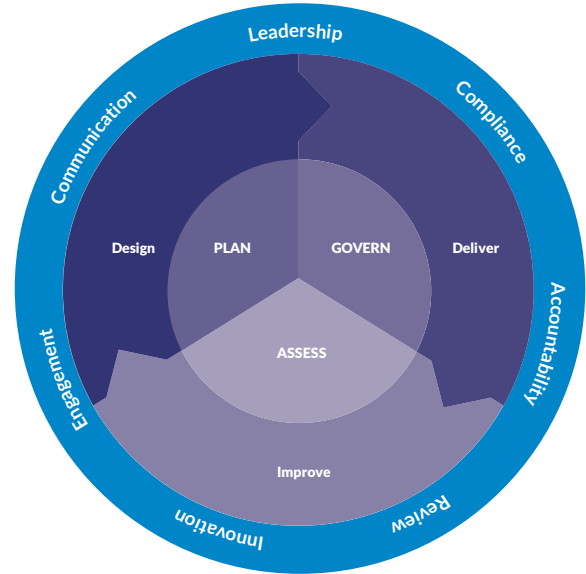 Leadership
Compliance
Accountability
Review
Innovation
Engagement
Communication
Design
PLAN
GOVERN
Deliver
ASSESS
Improve